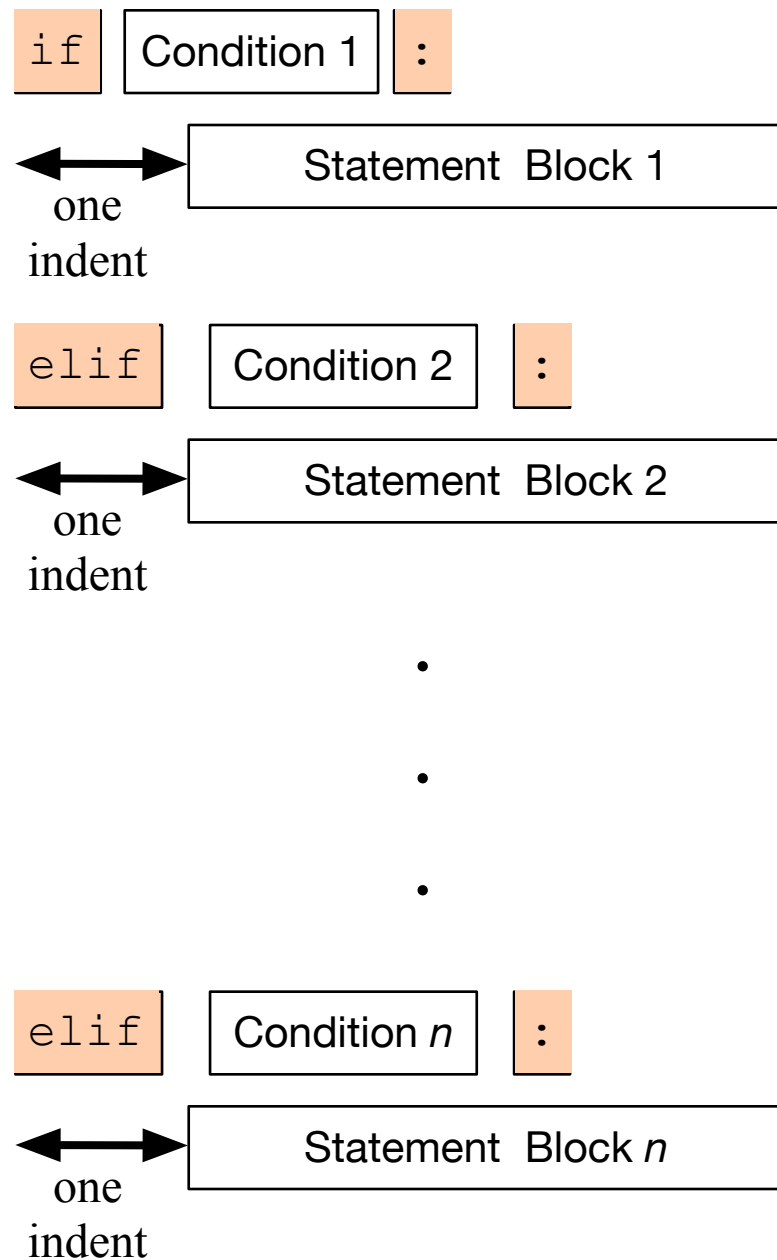 if Condition 1 :
Statement Block 1
one
indent
elif Condition 2 :
Statement Block 2
one
indent
.
.
.
elif Condition n :
Statement Block n
one
indent